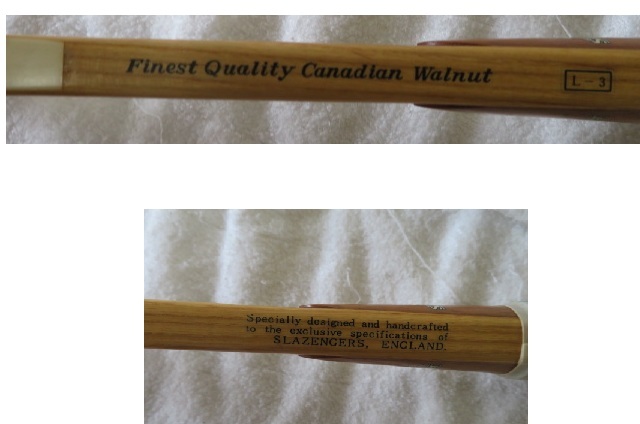 Finest Quality Canadian Walnut
L - 3
Specially designed and handcrafted
to the exclusive specifications of
SLAZENGERS, ENGLAND.